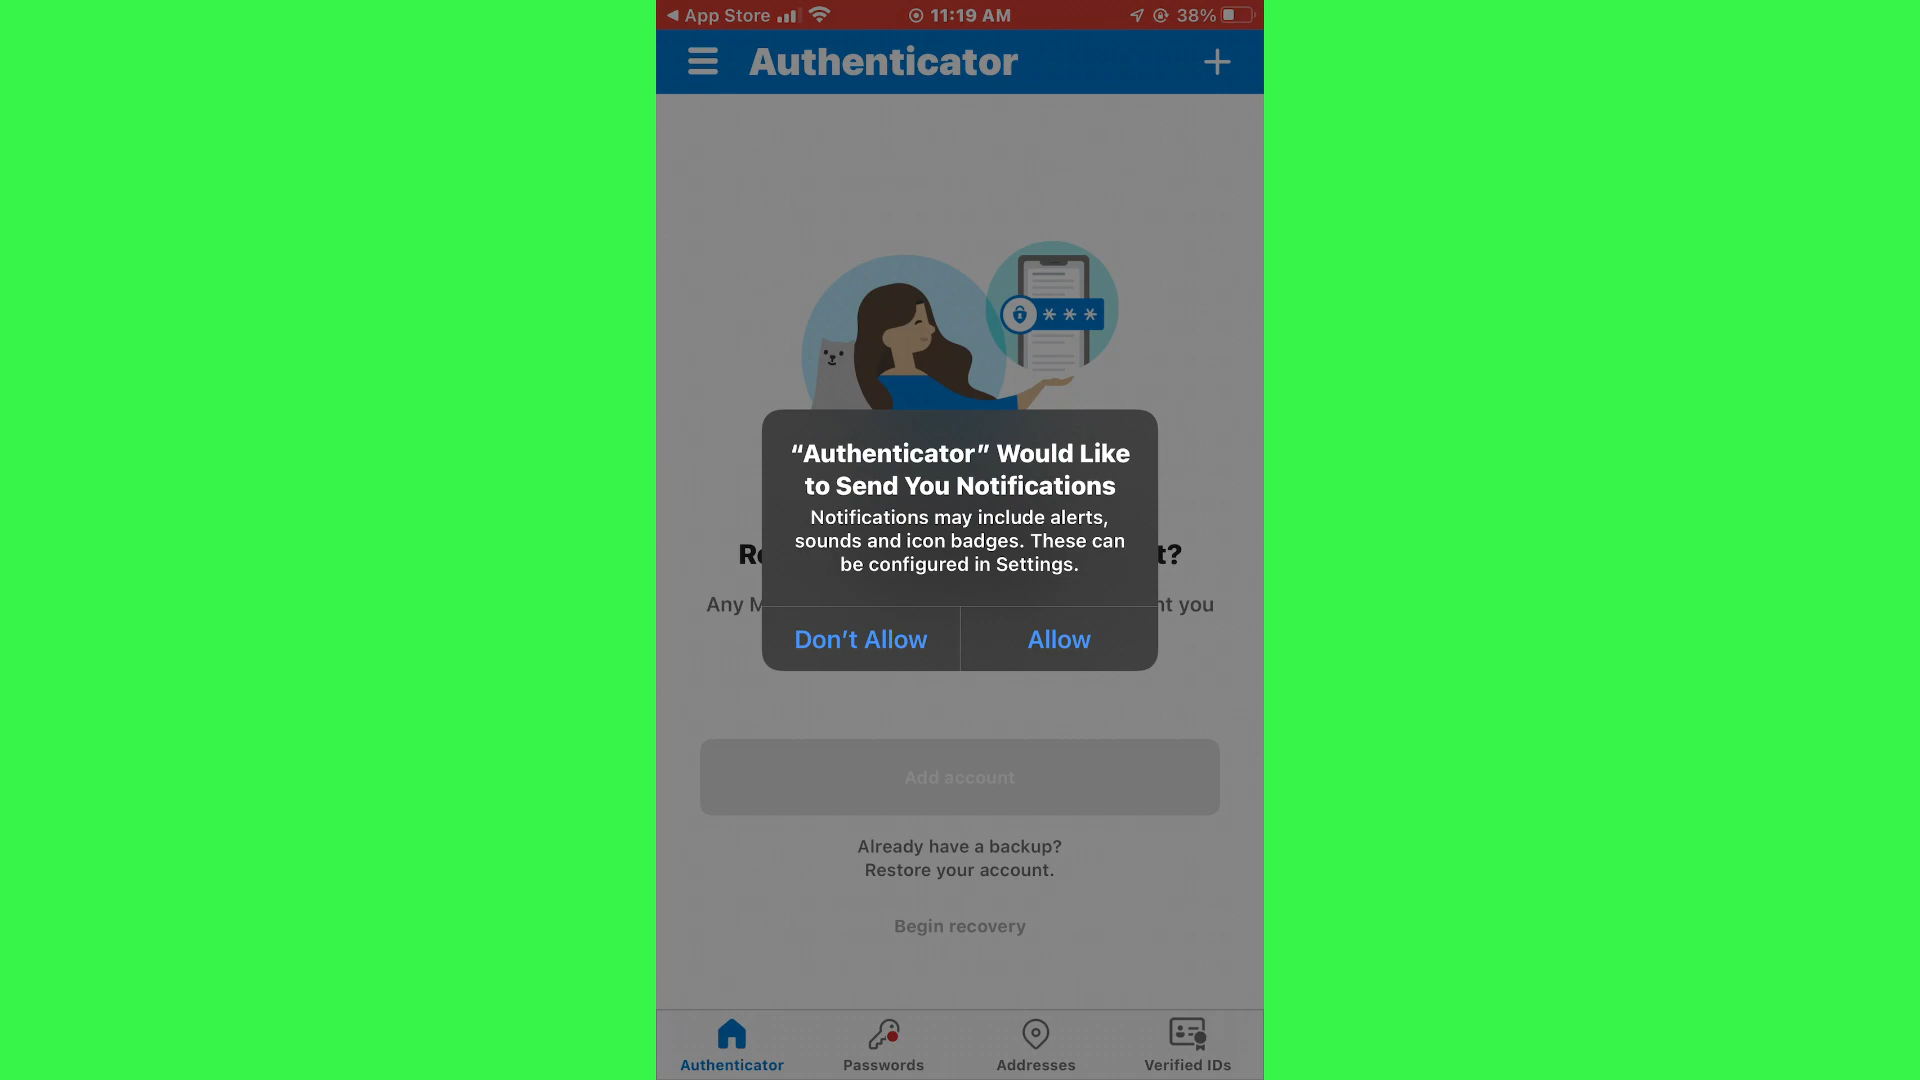 App Store 11:19 AM 38%
Authenticator
* * *
“Authenticator” Would Like
to Send You Notifications
Notifications may include alerts,
sounds and icon badges. These can
be configured in Settings.
t?
Any you
Don’t Allow Allow
Add account
Already have a backup?
Restore your account.
Begin recovery
Authenticator Passwords Addresses Verified IDs